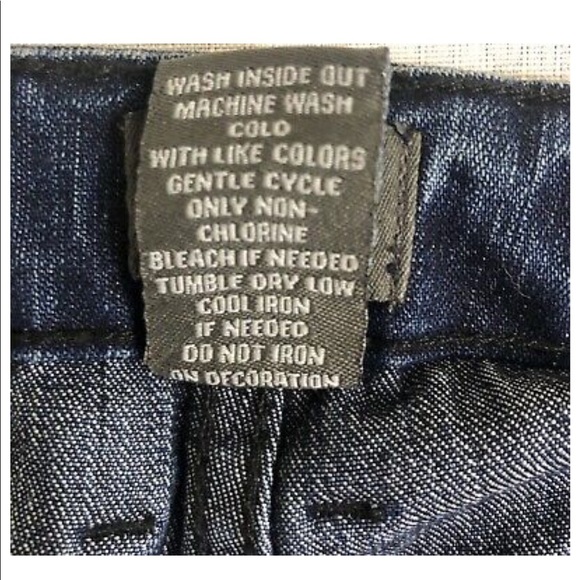 WASH INSIDE OUT
MACHINE WASH
COLD
WITH LIKE COLORS
GENTLE CYCLE
ONLY NON-
CHLORINE
BLEACH IF NEEDED
TUMBLE DRY LOW
COOL IRON
IF NEEDED
DO NOT IRON
ON DECORATION